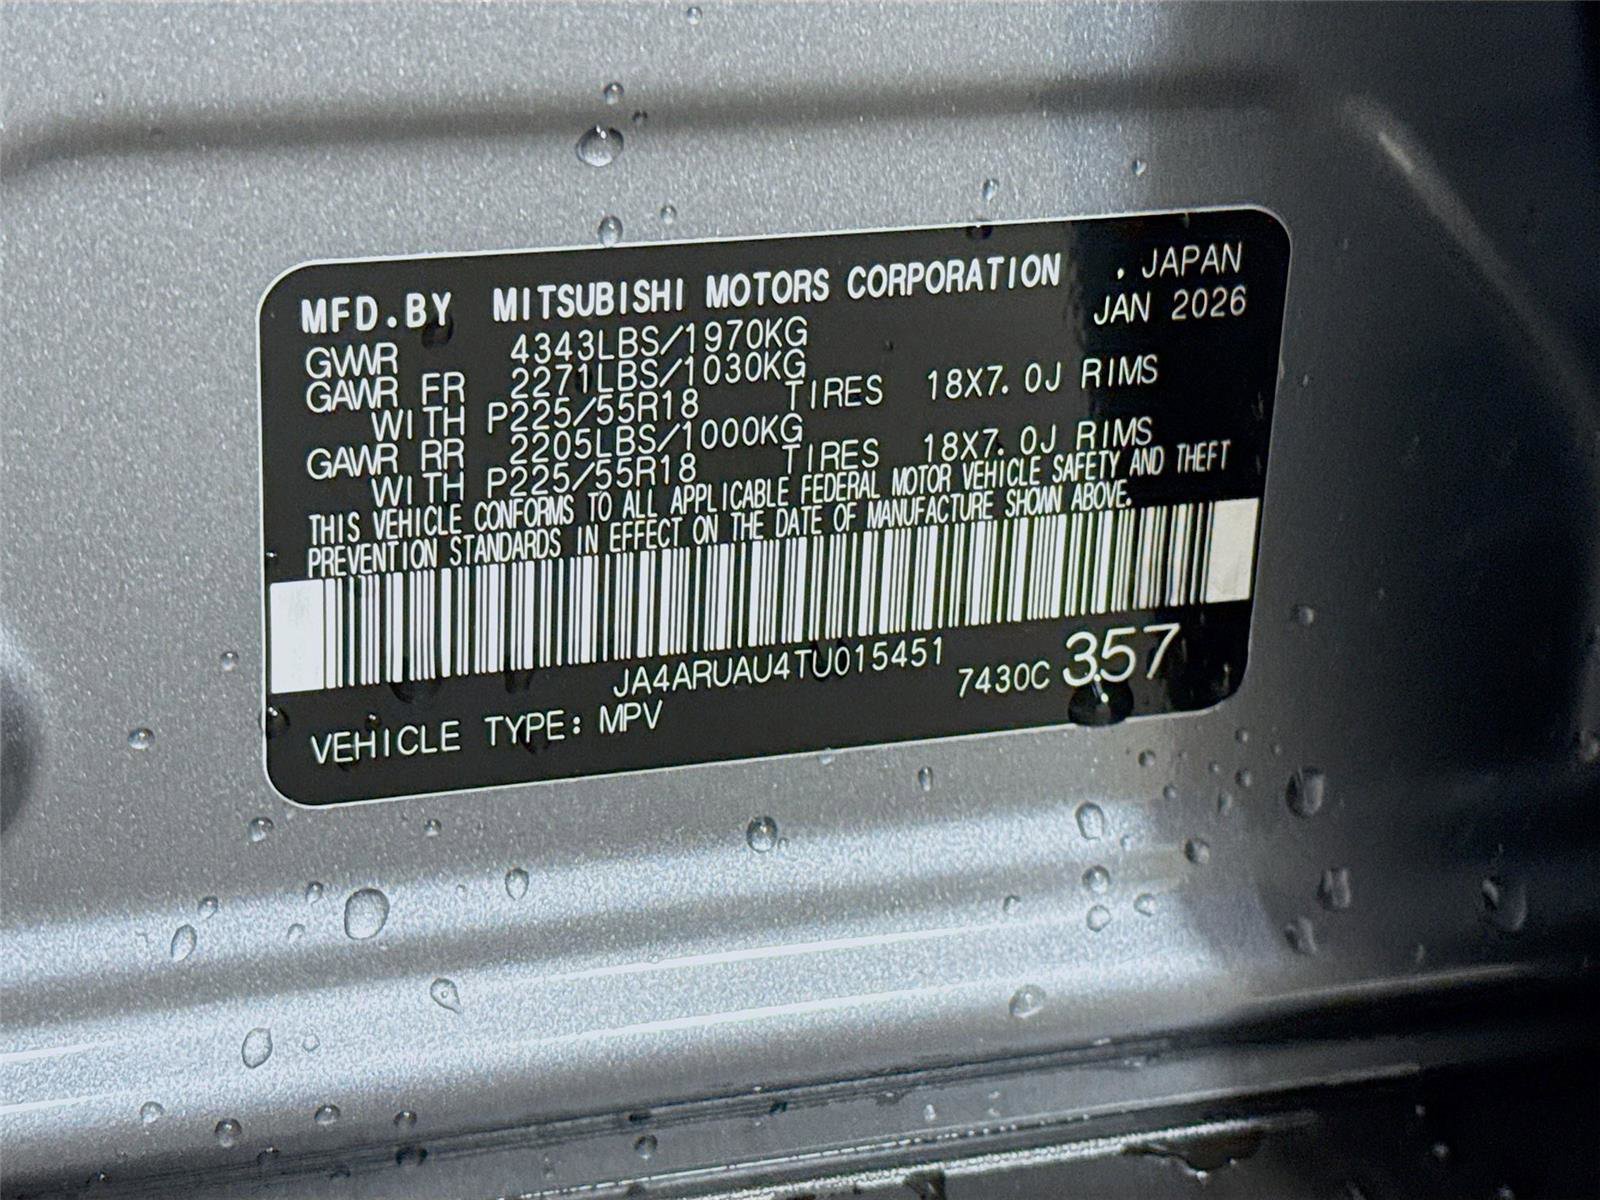 MFD.BY MITSUBISHI MOTORS CORPORATION . JAPAN
JAN 2026
GVWR 4343LBS/1970KG
GAWR FR 2271LBS/1030KG
WITH P225/55R18 TIRES 18X7.0J RIMS
GAWR RR 2205LBS/1000KG
WITH P225/55R18 TIRES 18X7.0J RIMS
THIS VEHICLE CONFORMS TO ALL APPLICABLE FEDERAL MOTOR VEHICLE SAFETY AND THEFT
PREVENTION STANDARDS IN EFFECT ON THE DATE OF MANUFACTURE SHOWN ABOVE.
JA4ARUAU4TU015451 7430C 357
VEHICLE TYPE: MPV